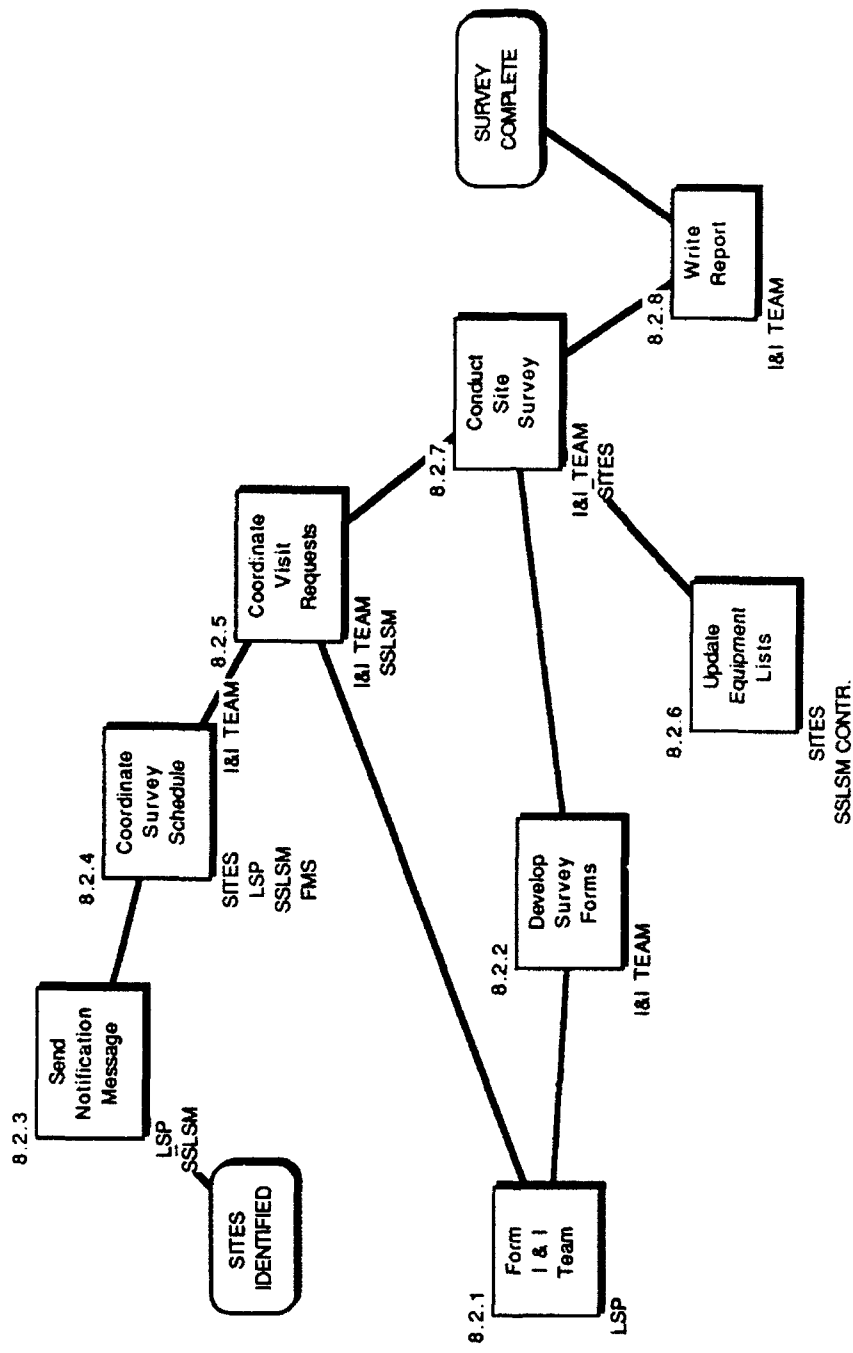 8.2.3
Send
Notification
Message
LSP
SSLSM
SITES
IDENTIFIED
8.2.4
Coordinate
Survey
Schedule
SITES
LSP
SSLSM
FMS
I&I TEAM
8.2.5
Coordinate
Visit
Requests
I&I TEAM
SSLSM
8.2.1
Form
I & I
Team
LSP
8.2.2
Develop
Survey
Forms
I&I TEAM
8.2.6
Update
Equipment
Lists
SITES
SSLSM CONTR.
8.2.7
Conduct
Site
Survey
I&I TEAM
SITES
8.2.8
Write
Report
I&I TEAM
SURVEY
COMPLETE